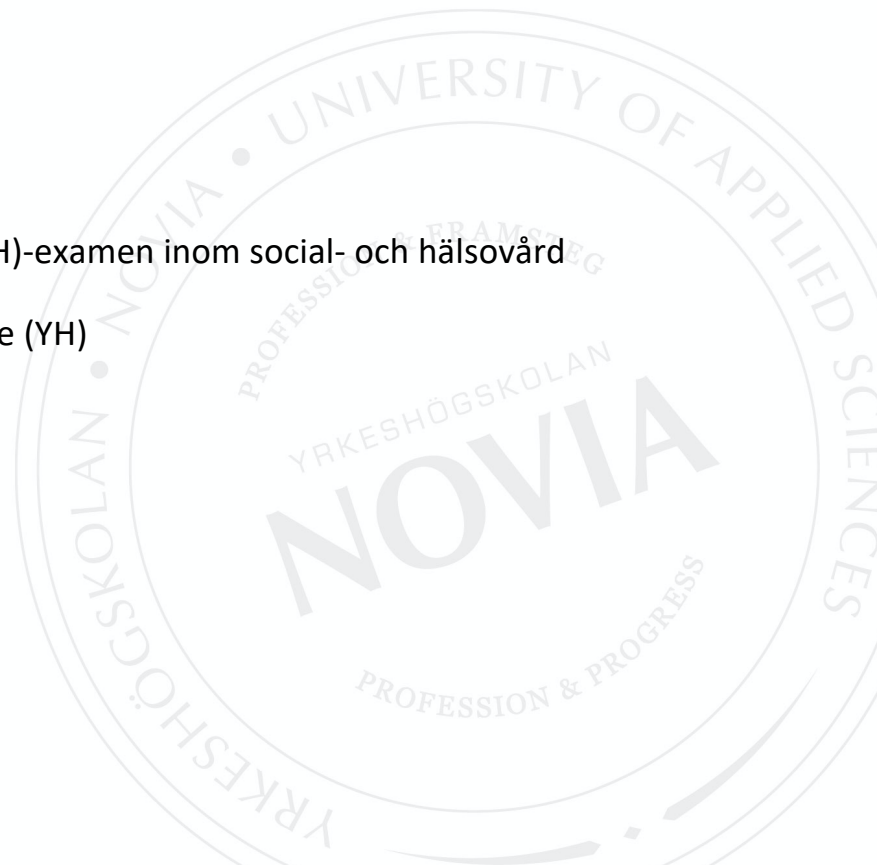 H)-examen inom social- och hälsovård
e (YH)
YRKESHÖGSKOLAN • NOVIA • UNIVERSITY OF APPLIED SCIENCES
PROFESSION & FRAMSTEG
YRKESHÖGSKOLAN
NOVIA
PROFESSION & PROGRESS